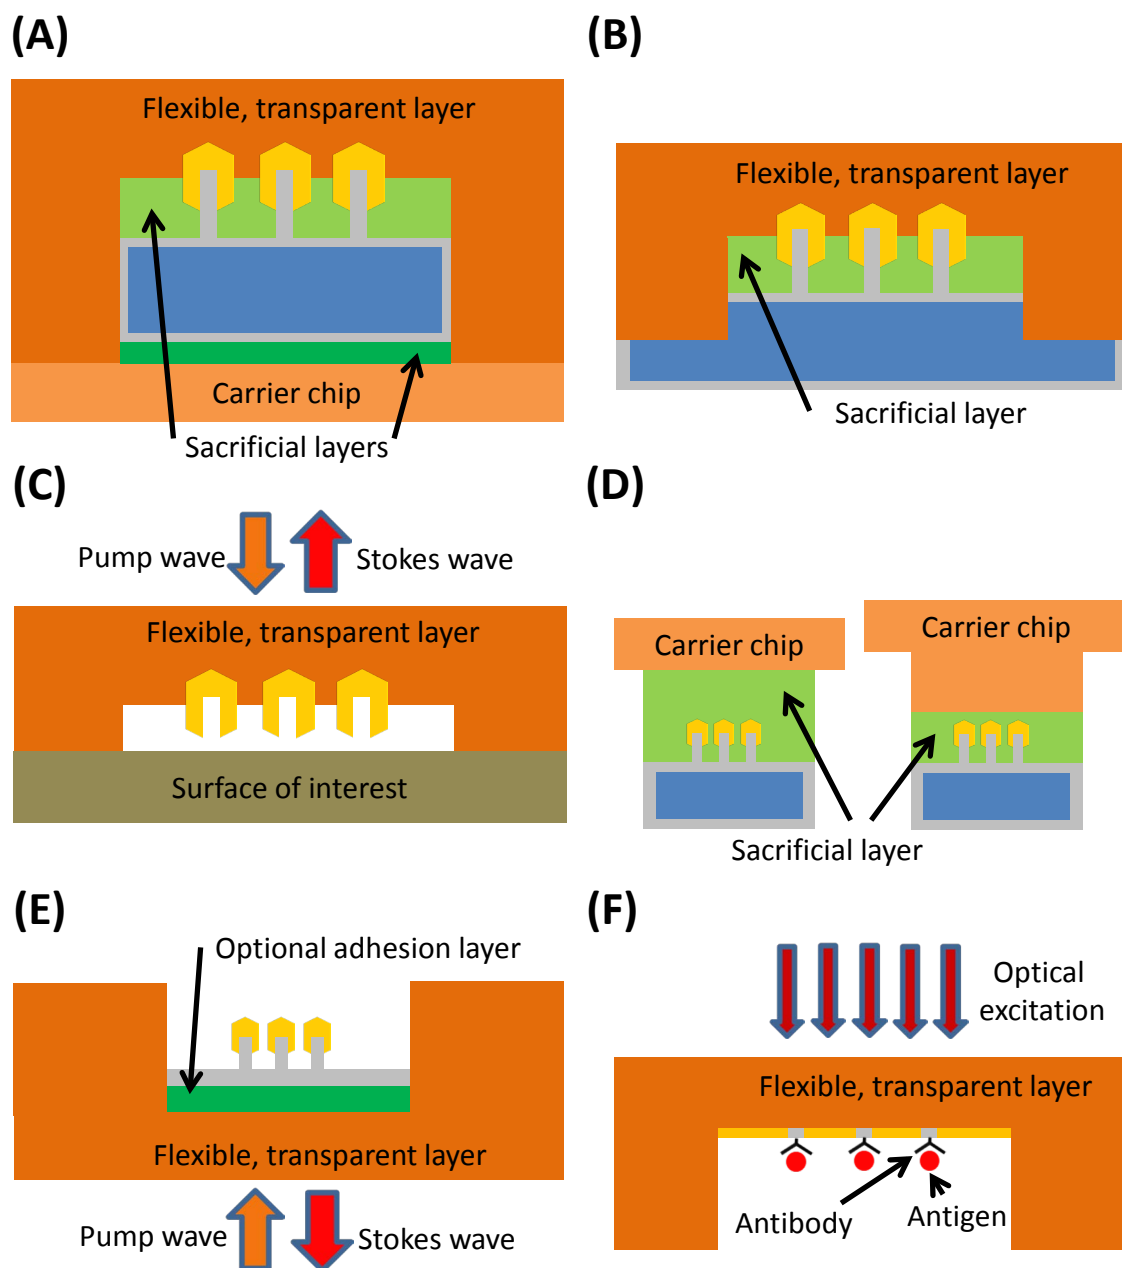 (A)
Flexible, transparent layer
Carrier chip
Sacrificial layers
(B)
Flexible, transparent layer
Sacrificial layer
(C)
Pump wave
Stokes wave
Flexible, transparent layer
Surface of interest
(D)
Carrier chip
Carrier chip
Sacrificial layer
(E)
Optional adhesion layer
Flexible, transparent layer
Pump wave
Stokes wave
(F)
Optical
excitation
Flexible, transparent layer
Antibody
Antigen